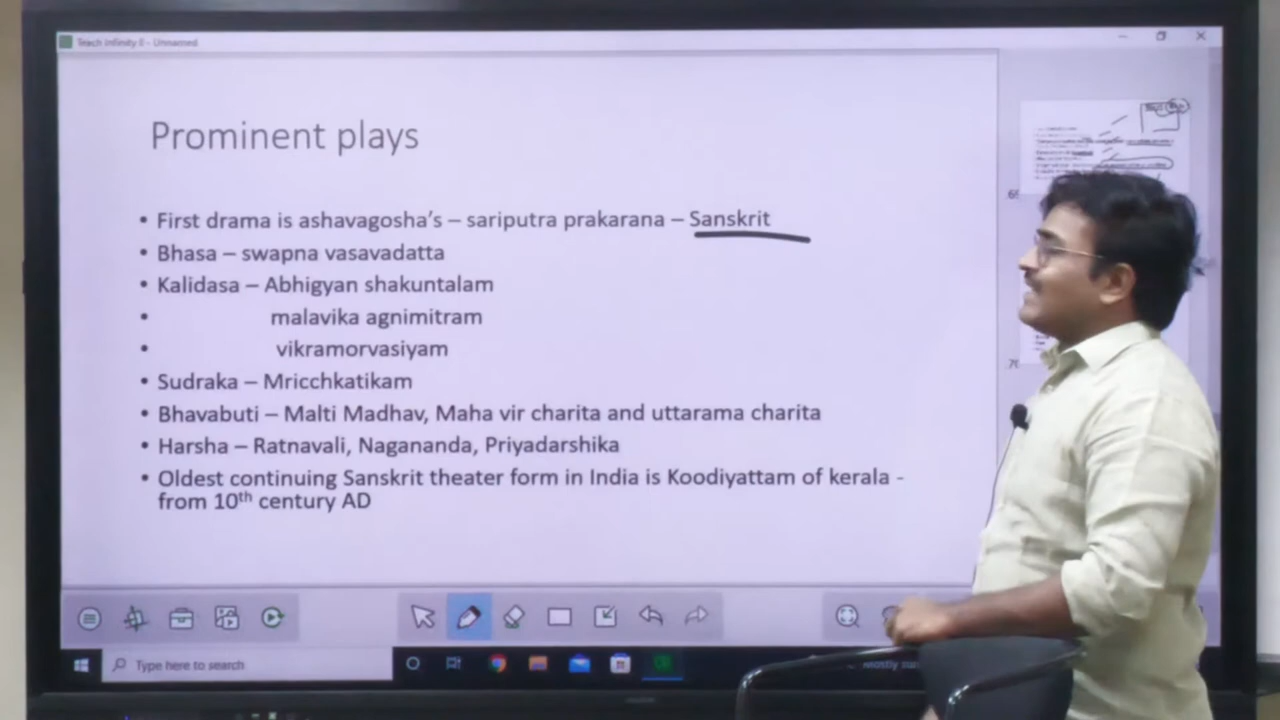 Teach Infinity II - Unnamed
Prominent plays
• First drama is ashavagosha's – sariputra prakarana – Sanskrit
• Bhasa – swapna vasavadatta
• Kalidasa – Abhigyan shakuntalam
• malavika agnimitram
• vikramorvasiyam
• Sudraka – Mricchkatikam
• Bhavabuti – Malti Madhav, Maha vir charita and uttarama charita
• Harsha – Ratnavali, Nagananda, Priyadarshika
• Oldest continuing Sanskrit theater form in India is Koodiyattam of kerala -
from 10th century AD
Type here to search
Mostly